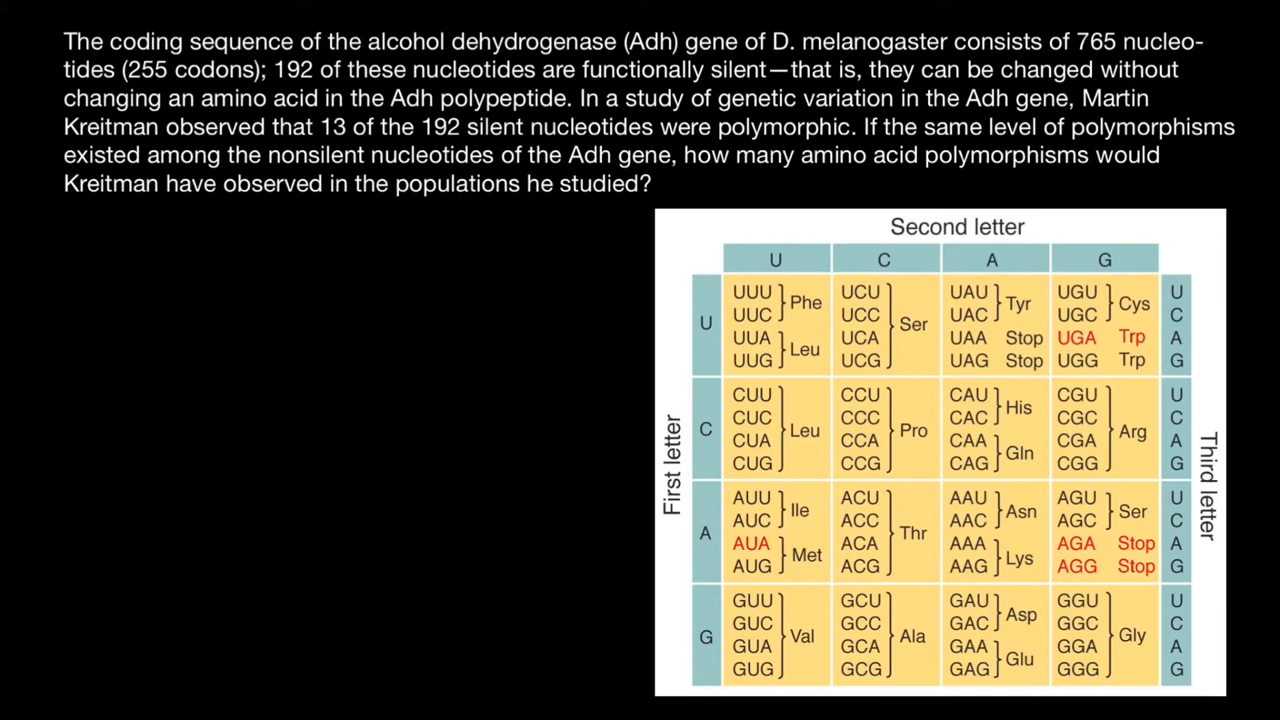 The coding sequence of the alcohol dehydrogenase (Adh) gene of D. melanogaster consists of 765 nucleo-
tides (255 codons); 192 of these nucleotides are functionally silent—that is, they can be changed without
changing an amino acid in the Adh polypeptide. In a study of genetic variation in the Adh gene, Martin
Kreitman observed that 13 of the 192 silent nucleotides were polymorphic. If the same level of polymorphisms
existed among the nonsilent nucleotides of the Adh gene, how many amino acid polymorphisms would
Kreitman have observed in the populations he studied?
Second letter
U C A G
First letter
U
UUU UCU UAU UGU U
Phe Tyr Cys
UUC UCC UAC UGC C
Ser
UUA UCA UAA Stop UGA Trp A
Leu
UUG UCG UAG Stop UGG Trp G
C
CUU CCU CAU CGU U
His
CUC CCC CAC CGC C
Leu Pro Arg
CUA CCA CAA CGA A
Gln
CUG CCG CAG CGG G
A
AUU ACU AAU AGU U
Ile Asn Ser
AUC ACC AAC AGC C
Thr
AUA ACA AAA AGA Stop A
Met Lys
AUG ACG AAG AGG Stop G
G
GUU GCU GAU GGU U
Asp
GUC GCC GAC GGC C
Val Ala Gly
GUA GCA GAA GGA A
Glu
GUG GCG GAG GGG G
Third letter